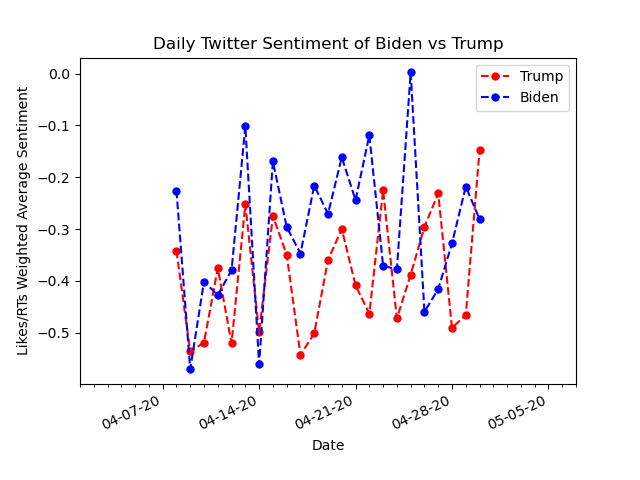 Daily Twitter Sentiment of Biden vs Trump
Trump
Biden
Likes/RTs Weighted Average Sentiment
0.0
−0.1
−0.2
−0.3
−0.4
−0.5
04-07-20
04-14-20
04-21-20
04-28-20
05-05-20
Date